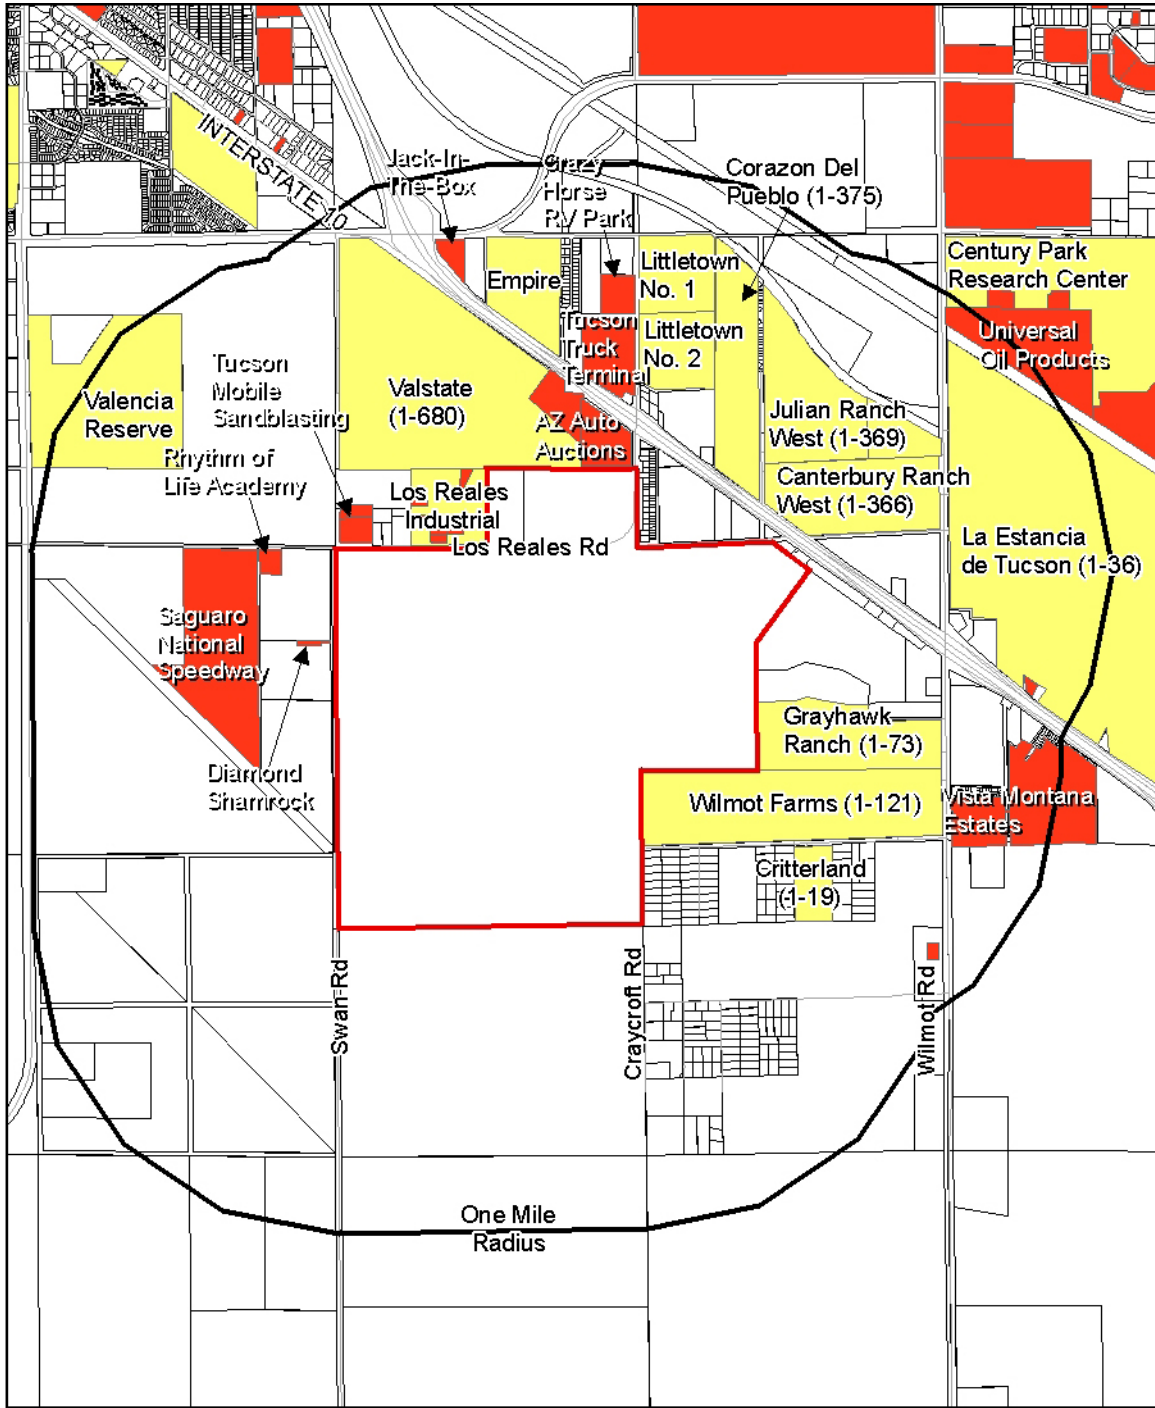 INTERSTATE 10
Jack-In-
The-Box
Crazy
Horse
RV Park
Corazon Del
Pueblo (1-375)
Century Park
Research Center
Empire
Littletown
No. 1
Littletown
No. 2
Tucson
Truck
Terminal
Universal
Oil Products
Tucson
Mobile
Sandblasting
Valencia
Reserve
Valstate
(1-680)
AZ Auto
Auctions
Julian Ranch
West (1-369)
Canterbury Ranch
West (1-366)
Rhythm of
Life Academy
Los Reales
Industrial
Los Reales Rd
La Estancia
de Tucson (1-36)
Saguaro
National
Speedway
Diamond
Shamrock
Grayhawk
Ranch (1-73)
Wilmot Farms (1-121)
Vista Montana
Estates
Critterland
(1-19)
Swan Rd
Craycroft Rd
Wilmot Rd
One Mile
Radius